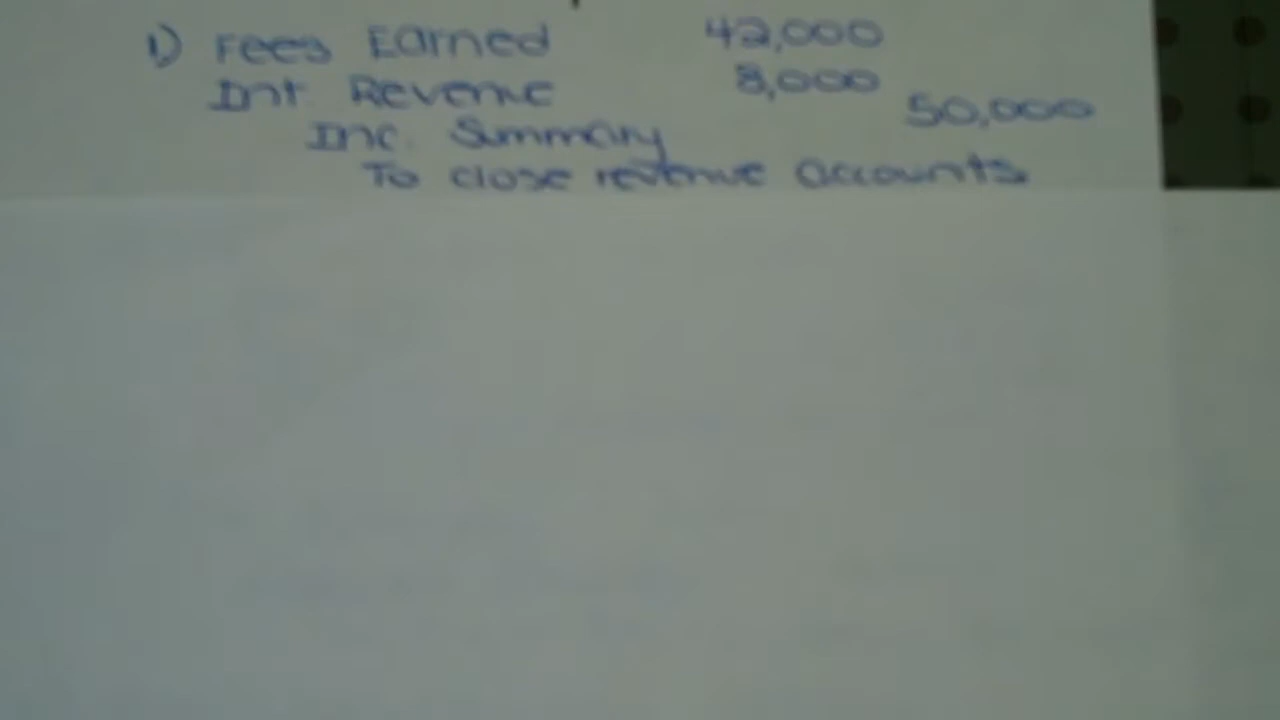 1) Fees Earned 42,000
Int Revenue 8,000
Inc. Summary 50,000
To close revenue accounts